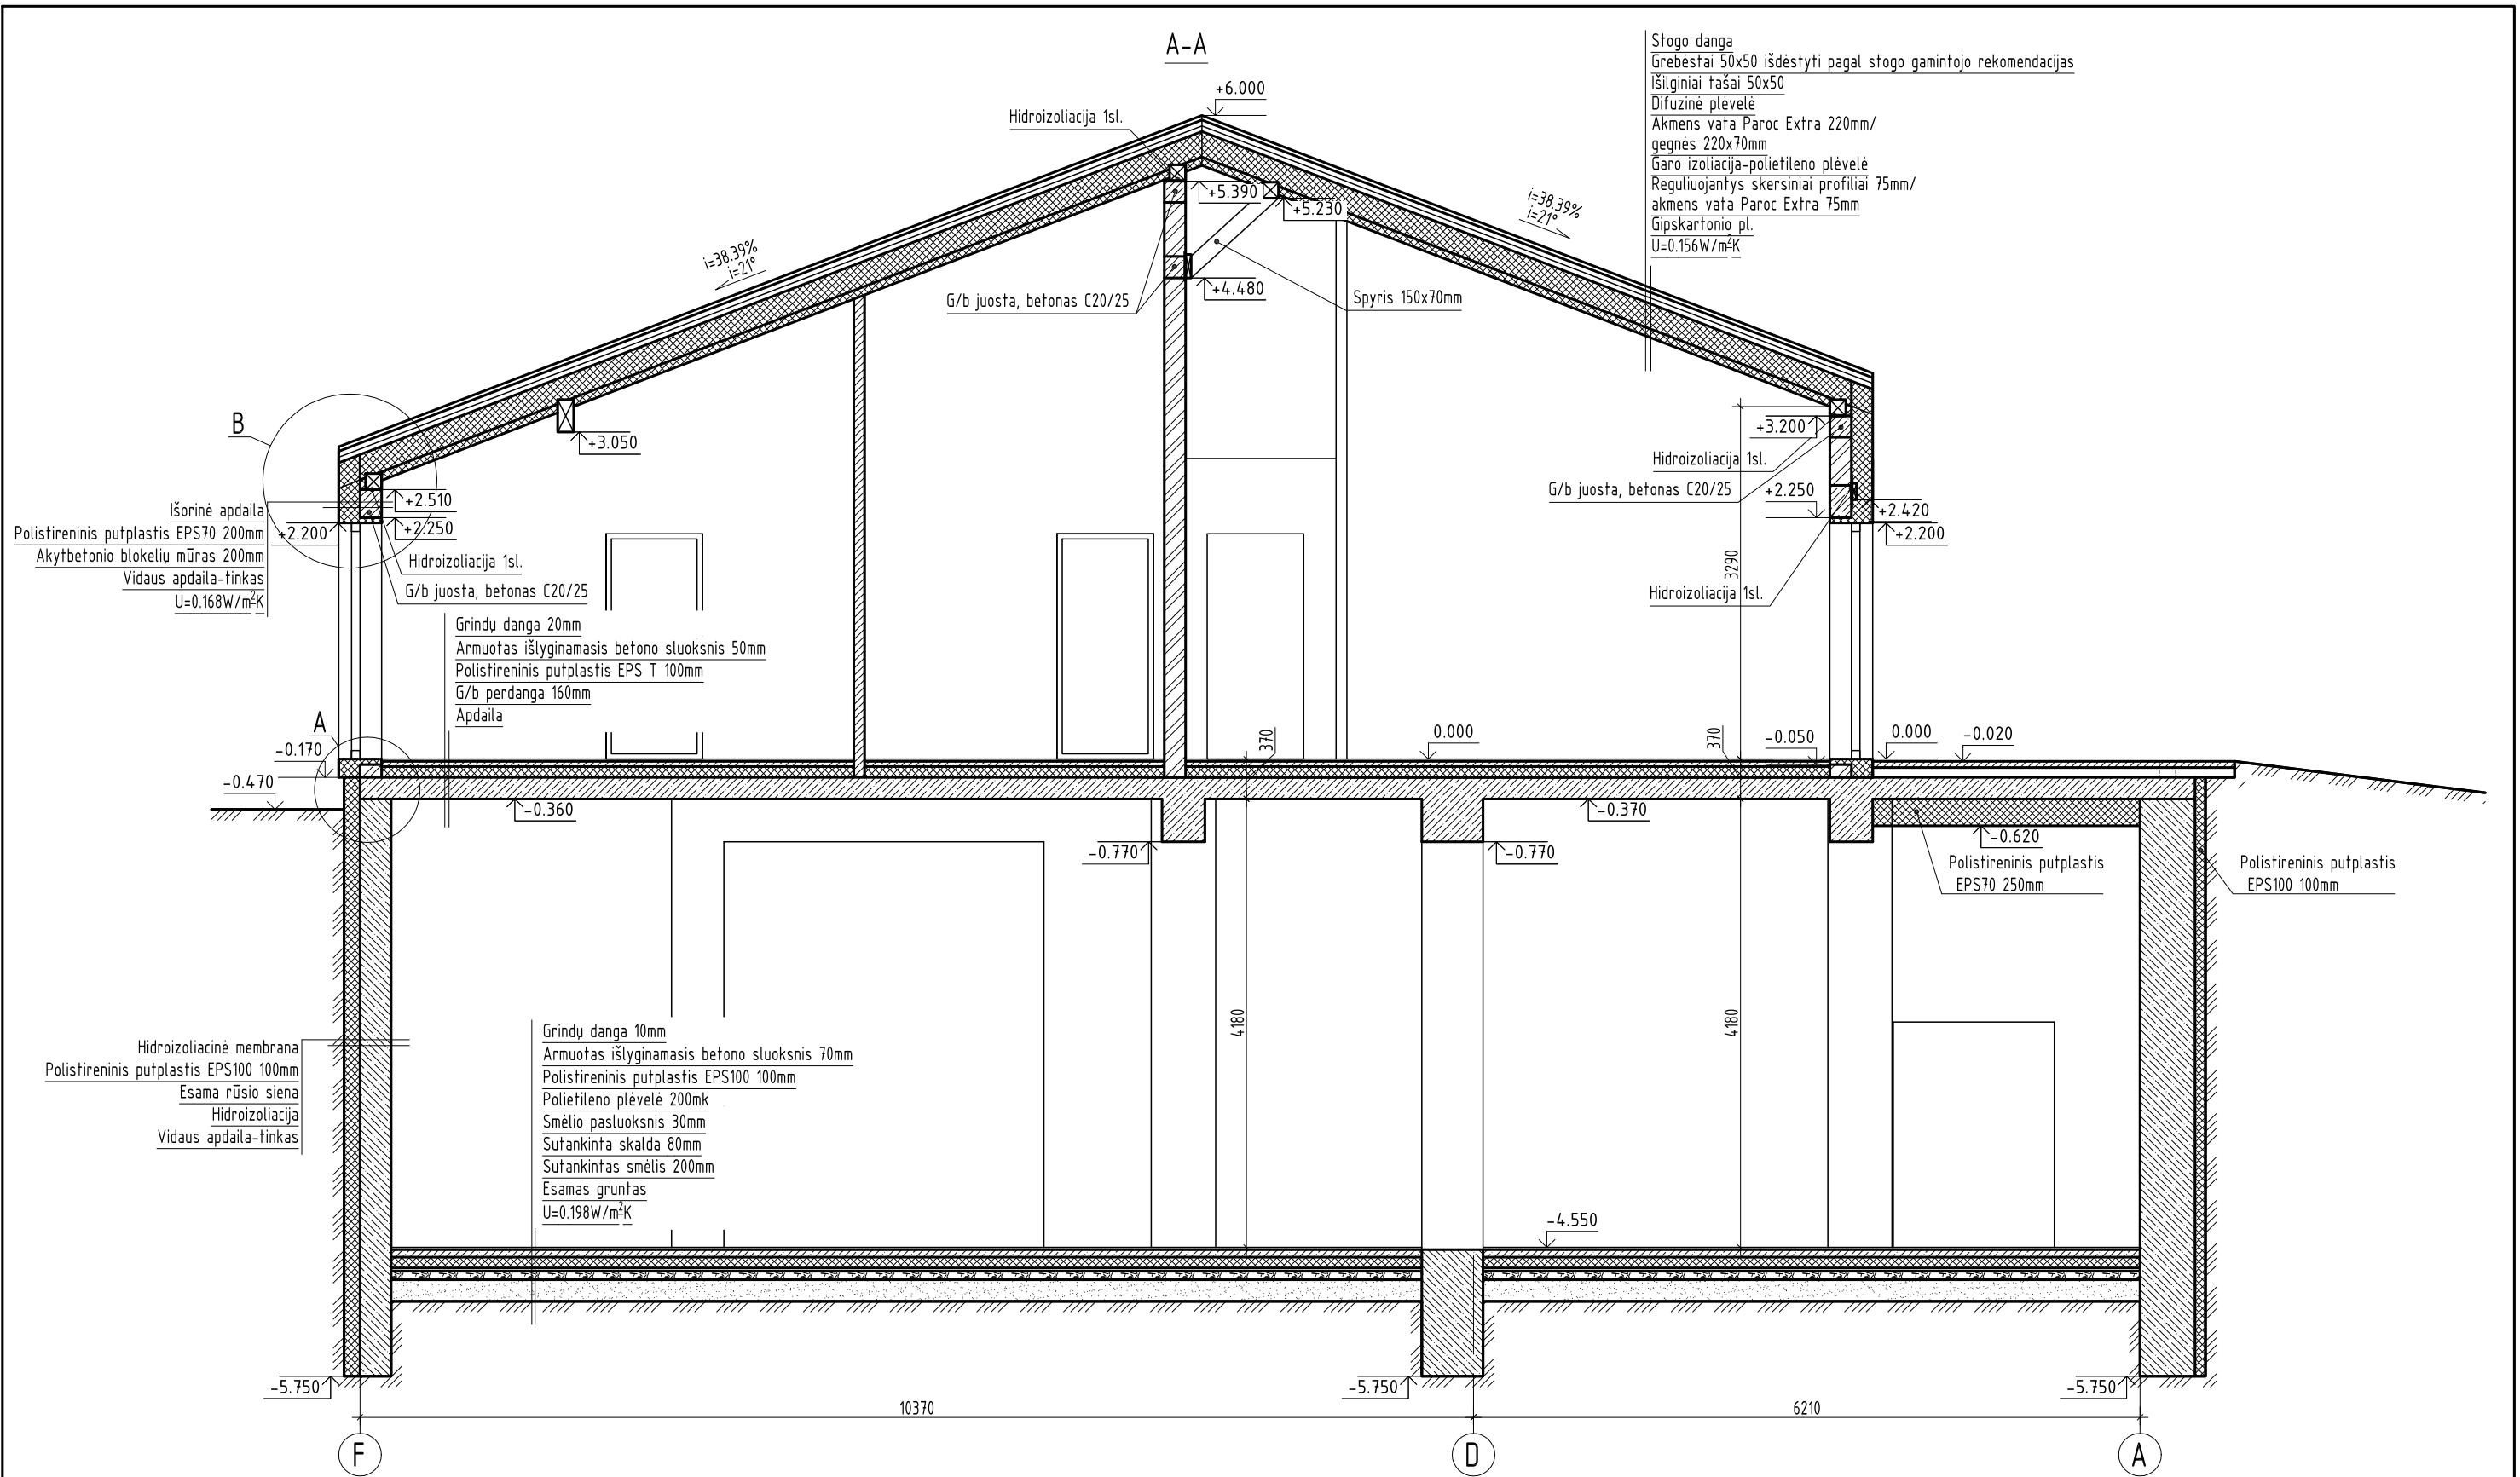 A-A
Stogo danga
Grebėstai 50x50 išdėstyti pagal stogo gamintojo rekomendacijas
Išilginiai tašai 50x50
Difuzinė plėvelė
Akmens vata Paroc Extra 220mm/
gegnės 220x70mm
Garo izoliacija-polietileno plėvelė
Reguliuojantys skersiniai profiliai 75mm/
akmens vata Paroc Extra 75mm
Gipskartonio pl.
U=0.156W/m²K
+6.000
Hidroizoliacija 1sl.
+5.390
+5.230
i=38.39%
i=21°
i=38.39%
i=21°
G/b juosta, betonas C20/25
+4.480
Spyris 150x70mm
B
+3.050
+3.200
Hidroizoliacija 1sl.
G/b juosta, betonas C20/25
+2.250
+2.420
+2.200
3290
Hidroizoliacija 1sl.
+2.510
+2.250
+2.200
Išorinė apdaila
Polistireninis putplastis EPS70 200mm
Akytbetonio blokelių mūras 200mm
Vidaus apdaila-tinkas
U=0.168W/m²K
Hidroizoliacija 1sl.
G/b juosta, betonas C20/25
Grindų danga 20mm
Armuotas išlyginamasis betono sluoksnis 50mm
Polistireninis putplastis EPS T 100mm
G/b perdanga 160mm
Apdaila
A
-0.170
-0.470
370
0.000
370
-0.050
0.000
-0.020
-0.360
-0.370
-0.770
-0.770
-0.620
Polistireninis putplastis
EPS70 250mm
Polistireninis putplastis
EPS100 100mm
4180
4180
Hidroizoliacinė membrana
Polistireninis putplastis EPS100 100mm
Esama rūsio siena
Hidroizoliacija
Vidaus apdaila-tinkas
Grindų danga 10mm
Armuotas išlyginamasis betono sluoksnis 70mm
Polistireninis putplastis EPS100 100mm
Polietileno plėvelė 200mk
Smėlio pasluoksnis 30mm
Sutankinta skalda 80mm
Sutankintas smėlis 200mm
Esamas gruntas
U=0.198W/m²K
-4.550
-5.750
-5.750
-5.750
10370
6210
F
D
A